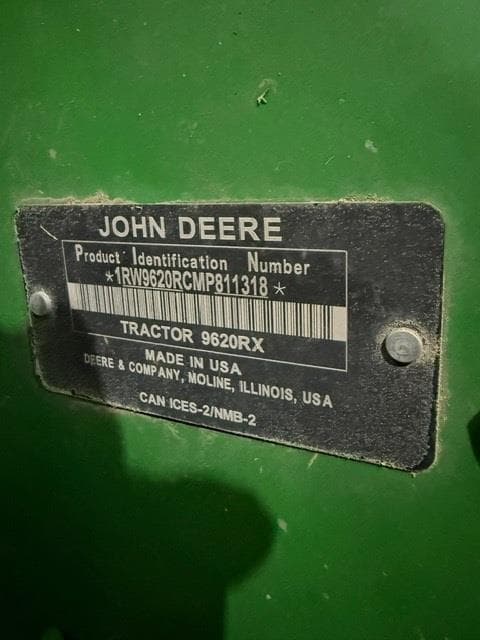 JOHN DEERE
Product Identification Number
*1RW9620RCMP811318*
TRACTOR 9620RX
MADE IN USA
DEERE & COMPANY, MOLINE, ILLINOIS, USA
CAN ICES-2/NMB-2